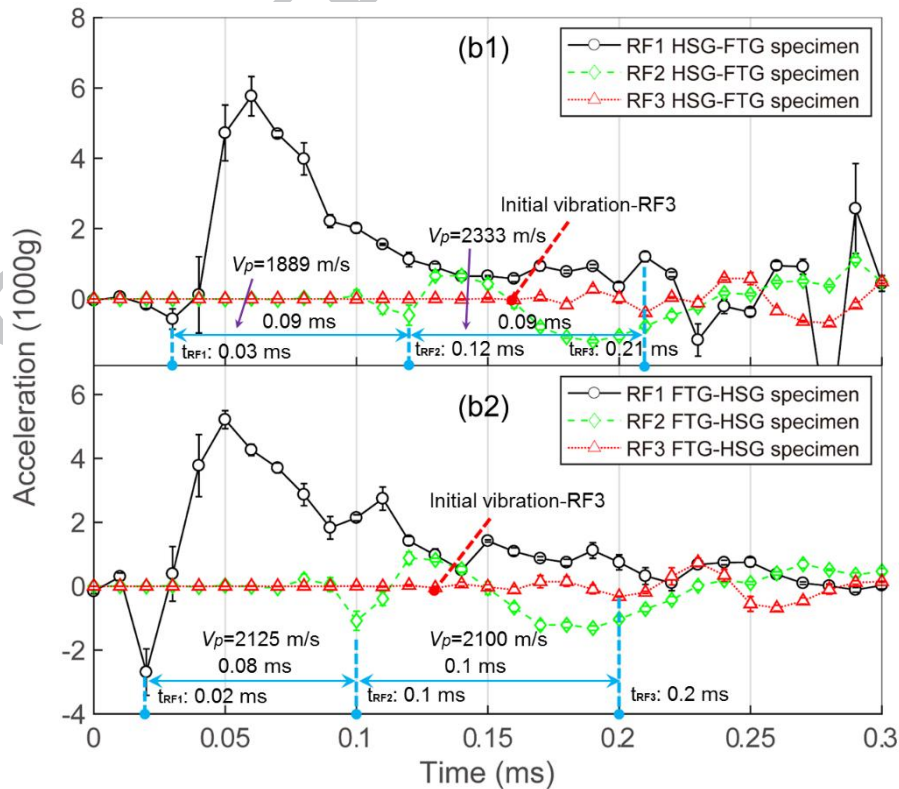 8
(b1)
RF1 HSG-FTG specimen
RF2 HSG-FTG specimen
RF3 HSG-FTG specimen
6
4
Initial vibration-RF3
2
Vp=2333 m/s
Vp=1889 m/s
0
0.09 ms
0.09 ms
tRF1: 0.03 ms
tRF2: 0.12 ms
tRF3: 0.21 ms
Acceleration (1000g)
6
(b2)
RF1 FTG-HSG specimen
RF2 FTG-HSG specimen
RF3 FTG-HSG specimen
4
Initial vibration-RF3
2
0
Vp=2125 m/s
Vp=2100 m/s
-2
0.08 ms
0.1 ms
tRF1: 0.02 ms
tRF2: 0.1 ms
tRF3: 0.2 ms
-4
0
0.05
0.1
0.15
0.2
0.25
0.3
Time (ms)